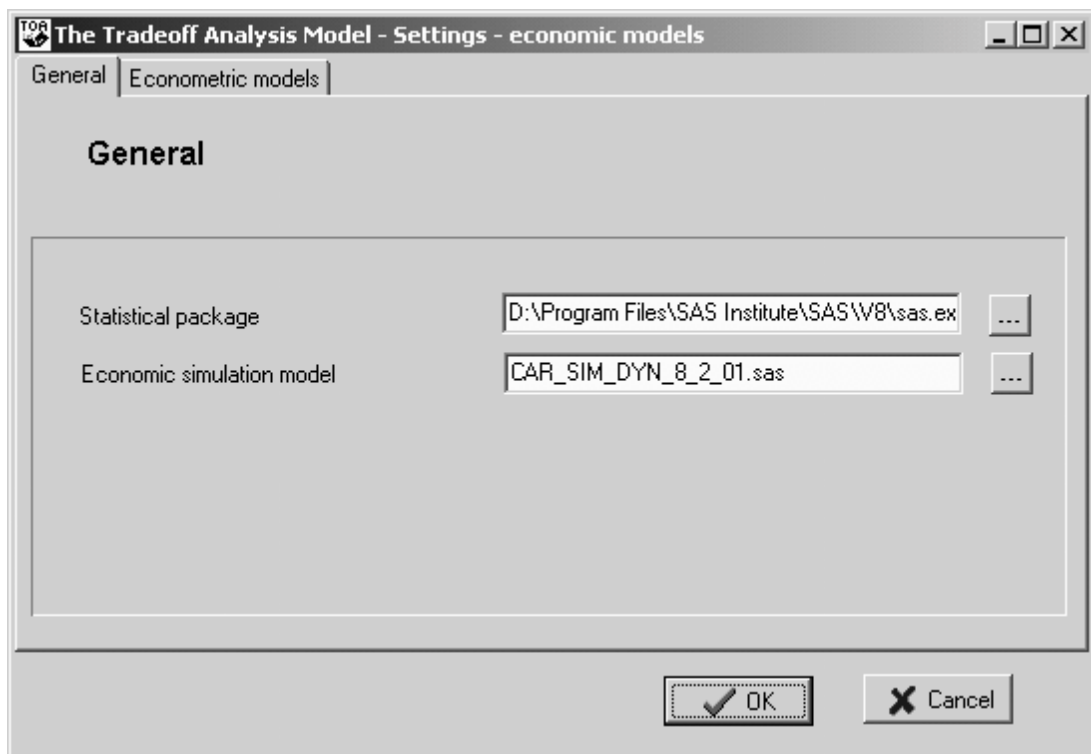 TOA
The Tradeoff Analysis Model - Settings - economic models
General
Econometric models
General
Statistical package
D:\Program Files\SAS Institute\SAS\V8\sas.ex
...
Economic simulation model
CAR_SIM_DYN_8_2_01.sas
...
OK
Cancel